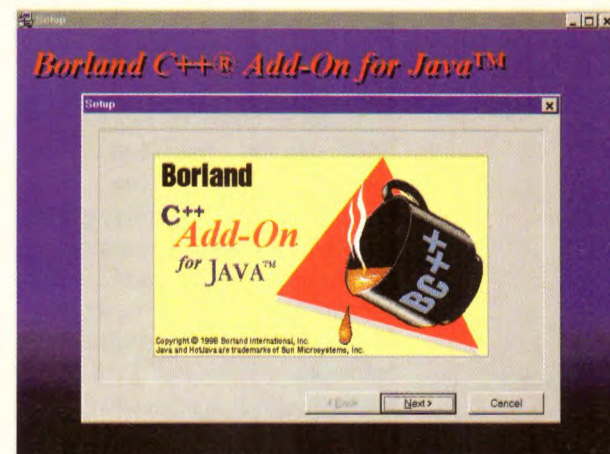 Setup
Borland C++® Add-On for Java™
Setup
Borland
C++
Add-On
for JAVA™
BC++
Copyright © 1996 Borland International, Inc.
Java and HotJava are trademarks of Sun Microsystems, Inc.
< Back
Next >
Cancel